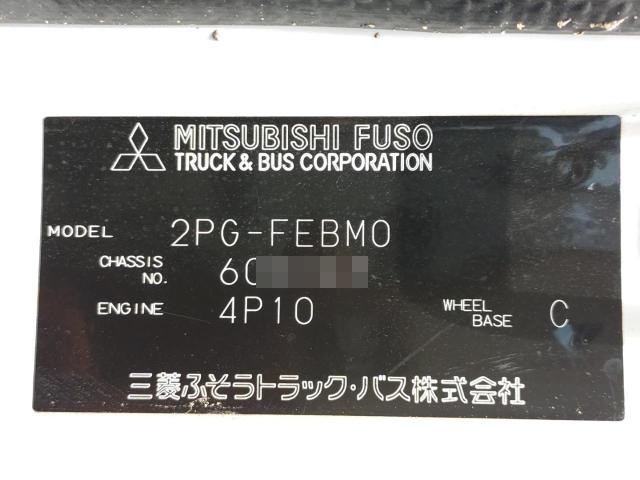 MITSUBISHI FUSO
TRUCK & BUS CORPORATION
MODEL 2PG-FEBM0
CHASSIS NO. 60
ENGINE 4P10 WHEEL BASE C
三菱ふそうトラック・バス株式会社